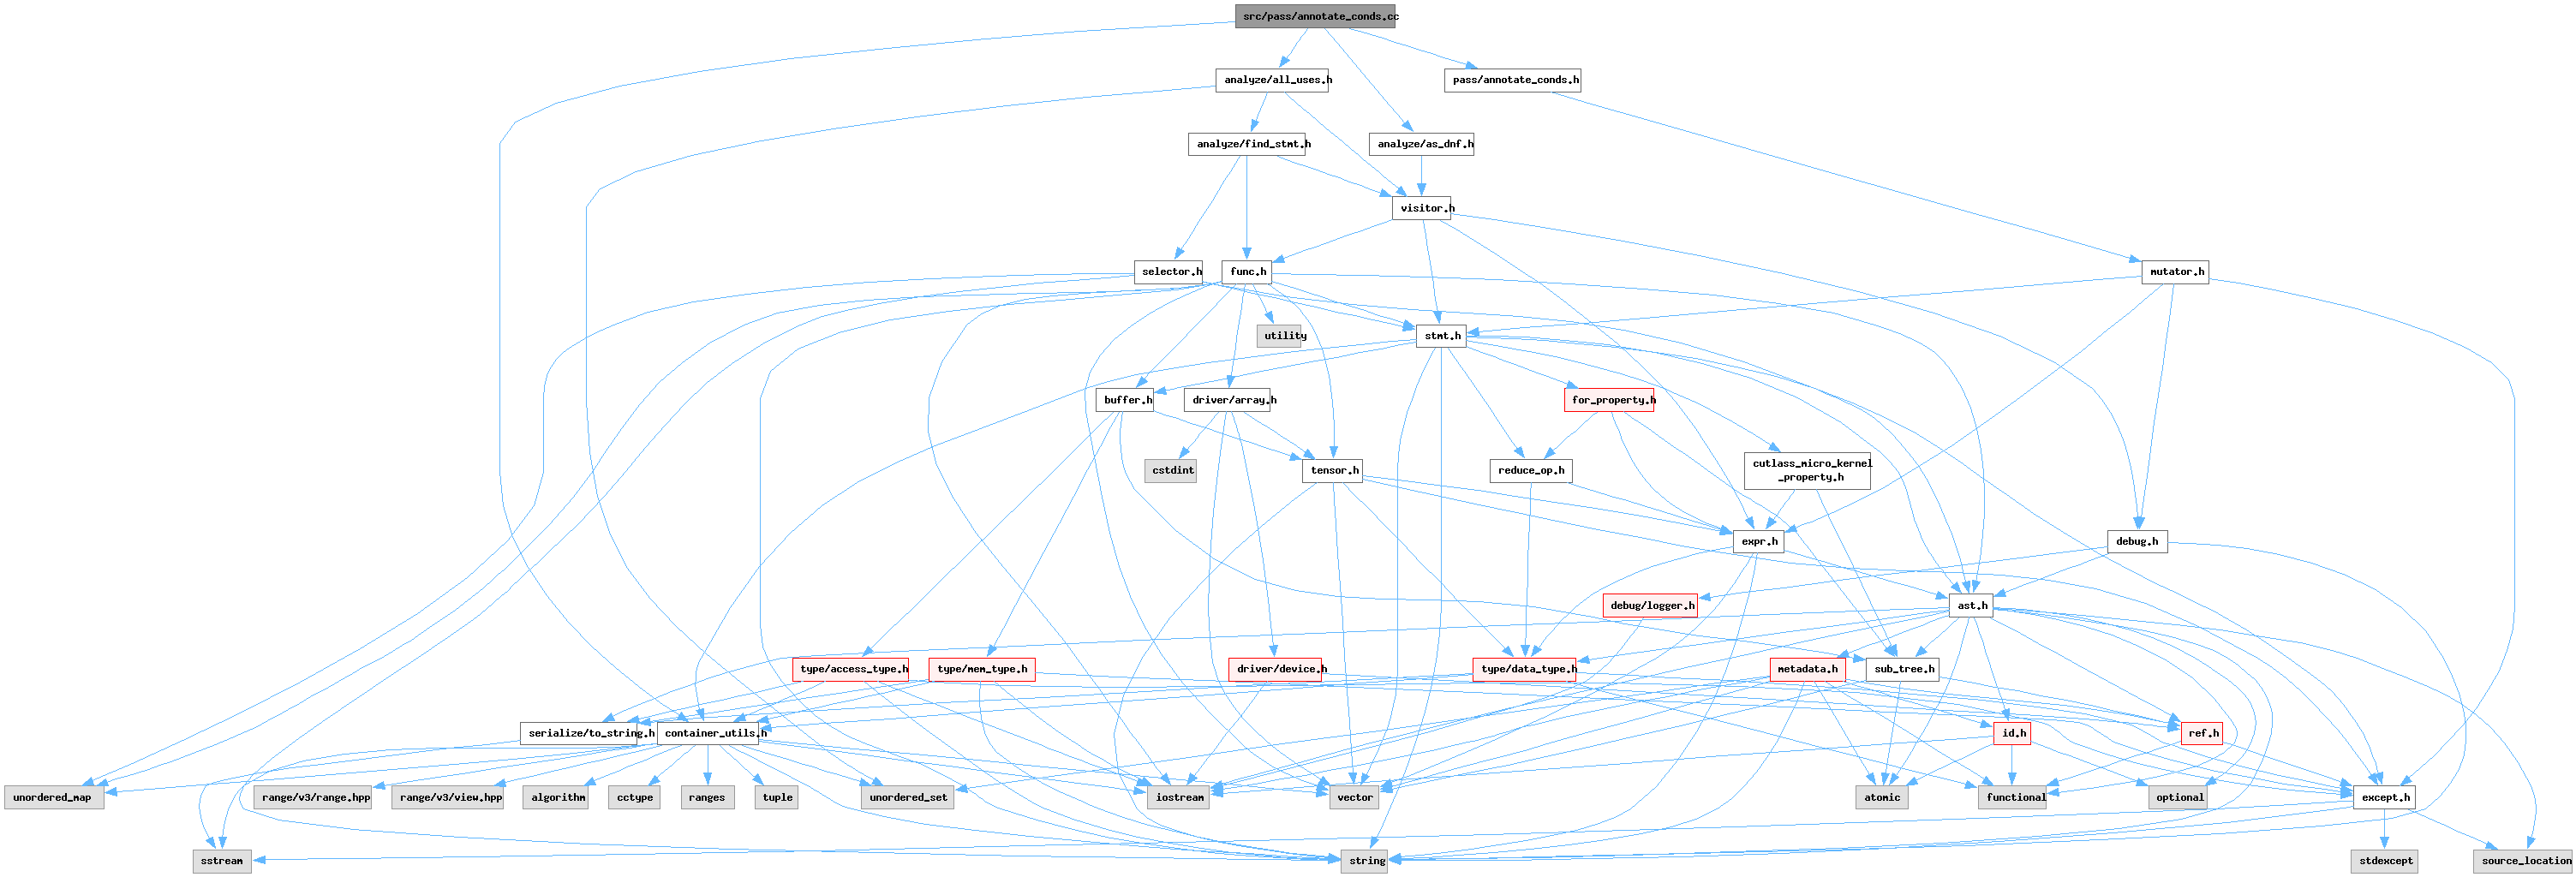 src/pass/annotate_conds.cc
analyze/all_uses.h
pass/annotate_conds.h
analyze/find_stmt.h
analyze/as_dnf.h
visitor.h
selector.h
func.h
mutator.h
utility
stmt.h
buffer.h
driver/array.h
for_property.h
cstdint
tensor.h
reduce_op.h
cutlass_micro_kernel
_property.h
expr.h
debug.h
debug/logger.h
ast.h
type/access_type.h
type/mem_type.h
driver/device.h
type/data_type.h
metadata.h
sub_tree.h
serialize/to_string.h
container_utils.h
id.h
ref.h
unordered_map
range/v3/range.hpp
range/v3/view.hpp
algorithm
cctype
ranges
tuple
unordered_set
iostream
vector
atomic
functional
optional
except.h
sstream
string
stdexcept
source_location